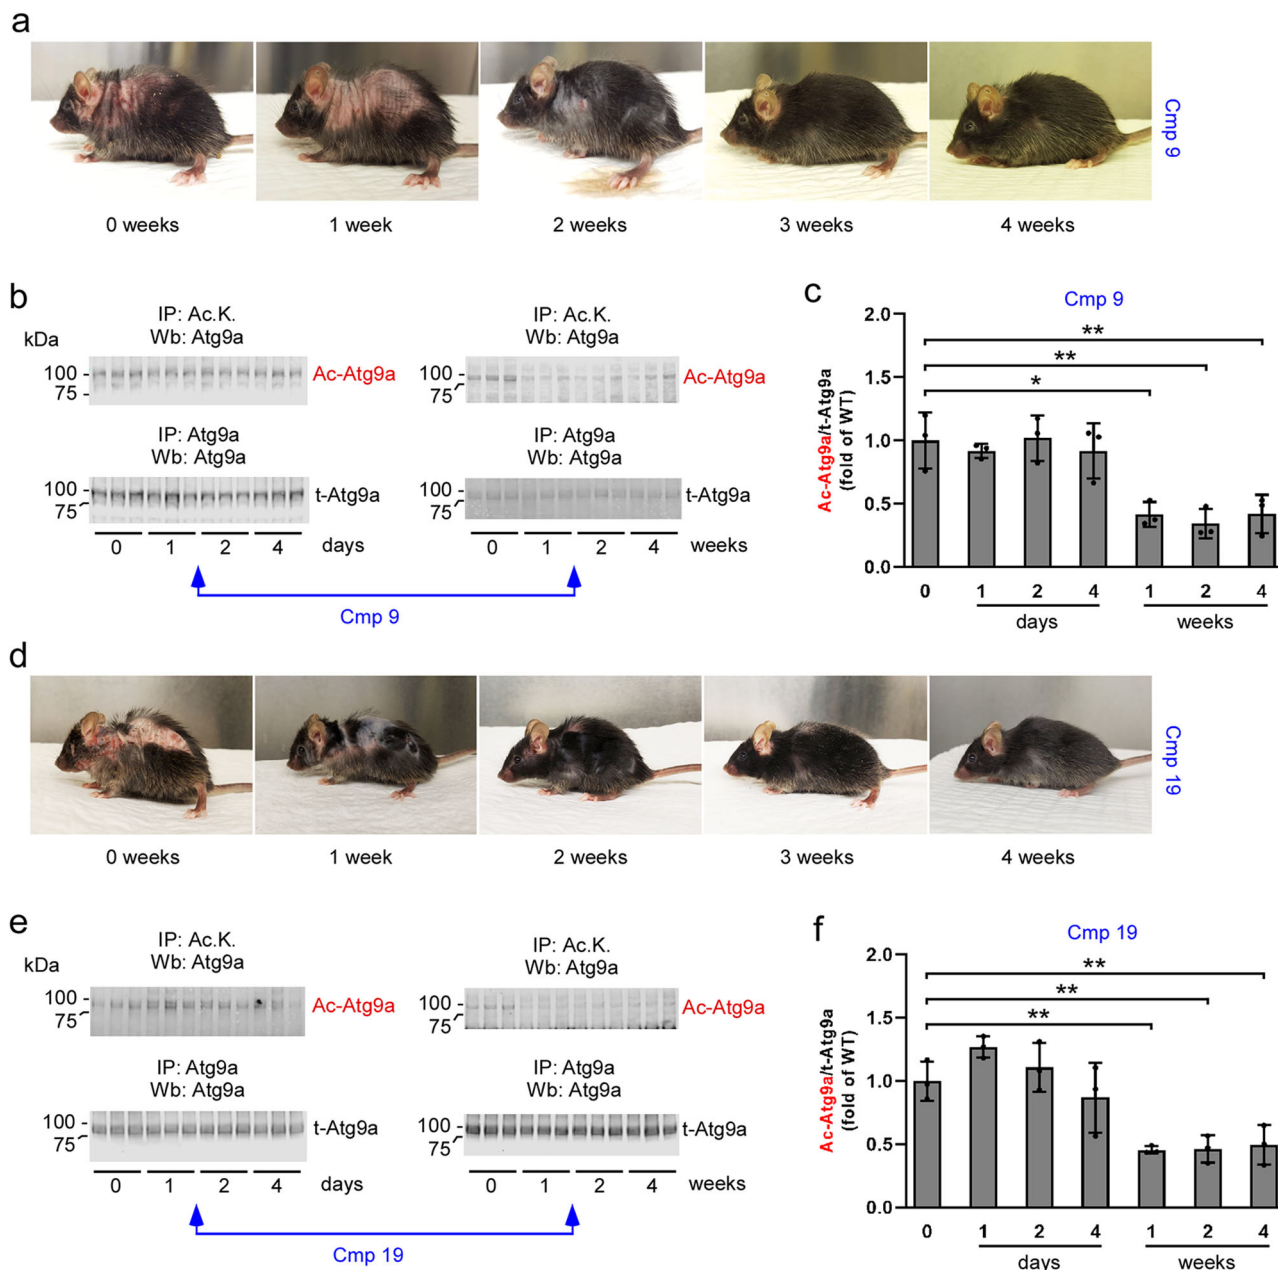 a
Cmp 9
0 weeks
1 week
2 weeks
3 weeks
4 weeks
b
IP: Ac.K.
Wb: Atg9a
kDa
100
75
Ac-Atg9a
IP: Atg9a
Wb: Atg9a
100
75
t-Atg9a
0 1 2 4 days
IP: Ac.K.
Wb: Atg9a
100
75
Ac-Atg9a
IP: Atg9a
Wb: Atg9a
100
75
t-Atg9a
0 1 2 4 weeks
Cmp 9
c
Cmp 9
Ac-Atg9a/t-Atg9a
(fold of WT)
2.0
1.5
1.0
0.5
0.0
**
**
*
0 1 2 4 1 2 4
days weeks
d
Cmp 19
0 weeks
1 week
2 weeks
3 weeks
4 weeks
e
IP: Ac.K.
Wb: Atg9a
kDa
100
75
Ac-Atg9a
IP: Atg9a
Wb: Atg9a
100
75
t-Atg9a
0 1 2 4 days
IP: Ac.K.
Wb: Atg9a
100
75
Ac-Atg9a
IP: Atg9a
Wb: Atg9a
100
75
t-Atg9a
0 1 2 4 weeks
Cmp 19
f
Cmp 19
Ac-Atg9a/t-Atg9a
(fold of WT)
2.0
1.5
1.0
0.5
0.0
**
**
**
0 1 2 4 1 2 4
days weeks